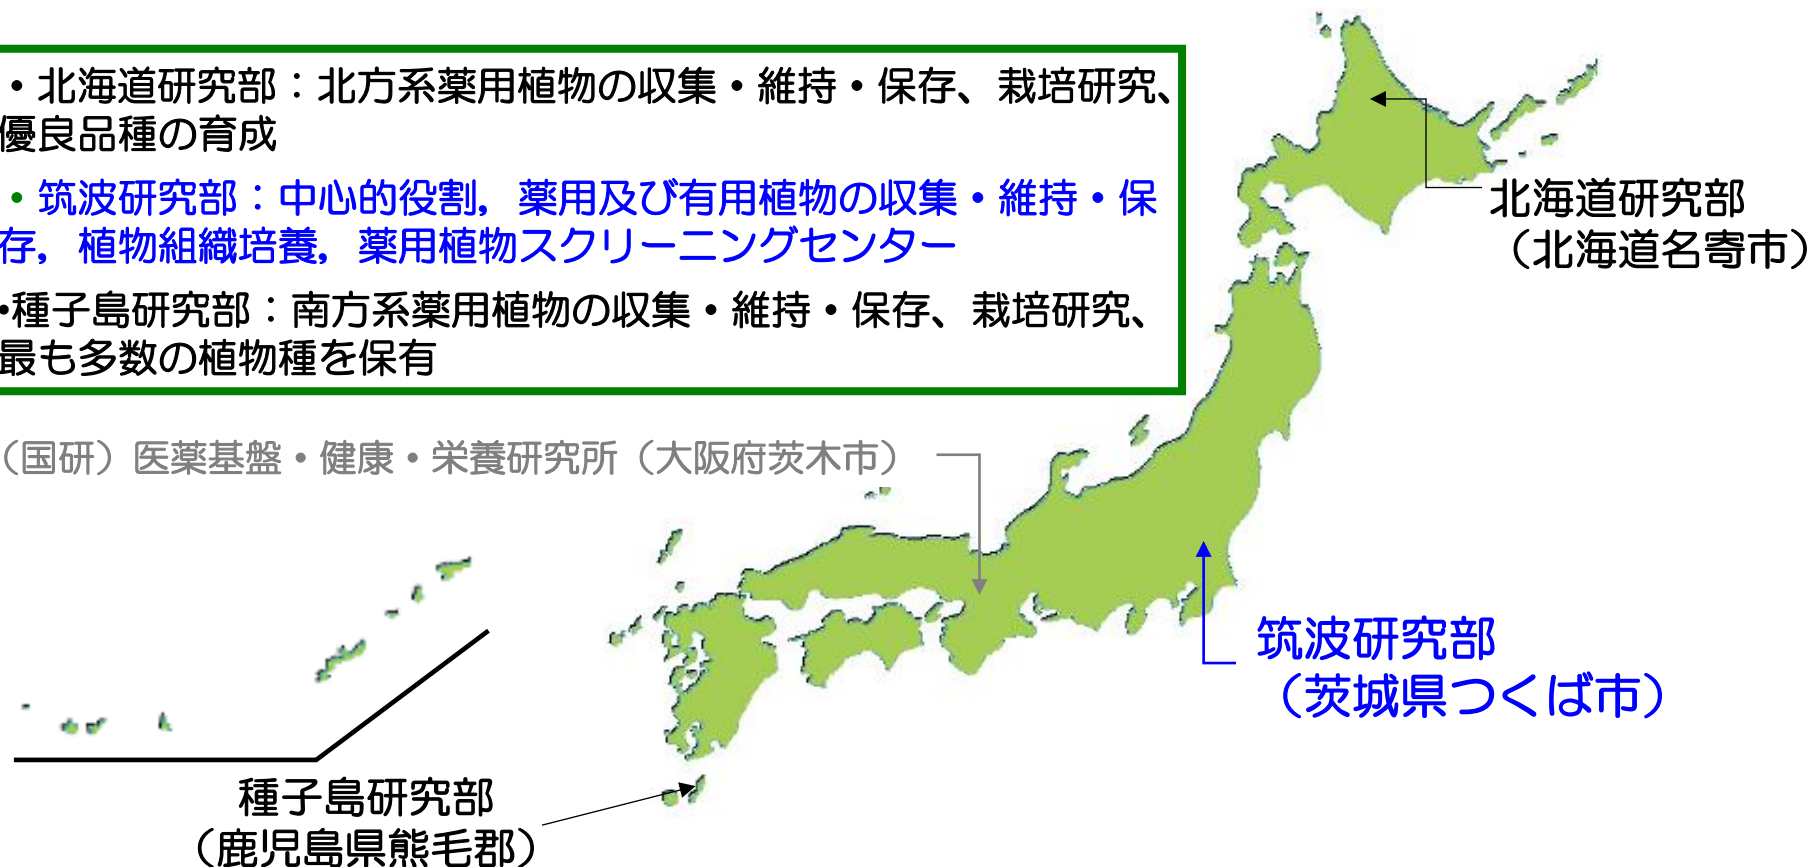 ・北海道研究部：北方系薬用植物の収集・維持・保存、栽培研究、
優良品種の育成
・筑波研究部：中心的役割，薬用及び有用植物の収集・維持・保
存，植物組織培養，薬用植物スクリーニングセンター
・種子島研究部：南方系薬用植物の収集・維持・保存、栽培研究、
最も多数の植物種を保有
北海道研究部
（北海道名寄市）
（国研）医薬基盤・健康・栄養研究所（大阪府茨木市）
筑波研究部
（茨城県つくば市）
種子島研究部
（鹿児島県熊毛郡）